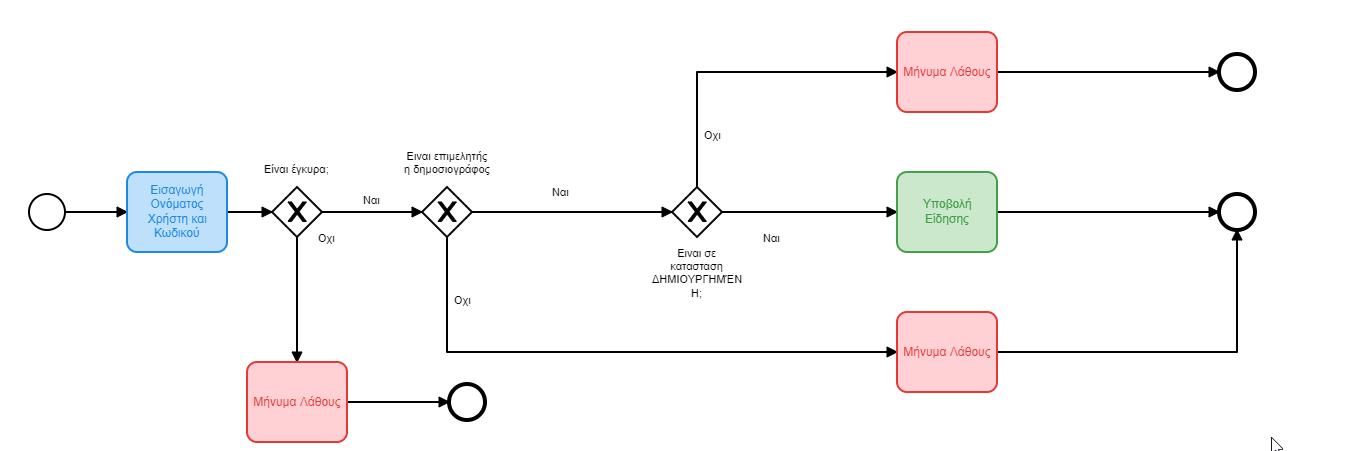 Μήνυμα Λάθους
Οχι
Ειναι επιμελητής
η δημοσιογράφος
Είναι έγκυρα;
Εισαγωγή
Ονόματος
Χρήστη και
Κωδικού
Ναι
Ναι
Υποβολή
Είδησης
Οχι
Ναι
Ειναι σε
κατασταση
ΔΗΜΙΟΥΡΓΗΜΈΝ
Η;
Οχι
Μήνυμα Λάθους
Μήνυμα Λάθους